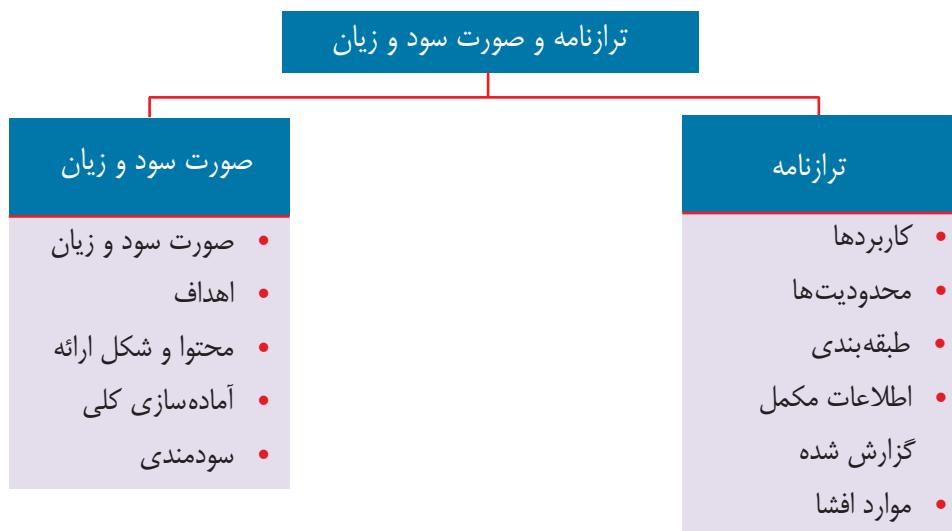 ترازنامه و صورت سود و زیان
ترازنامه
• کاربردها
• محدودیت‌ها
• طبقه‌بندی
• اطلاعات مکمل
گزارش شده
• موارد افشا
صورت سود و زیان
• صورت سود و زیان
• اهداف
• محتوا و شکل ارائه
• آماده‌سازی کلی
• سودمندی